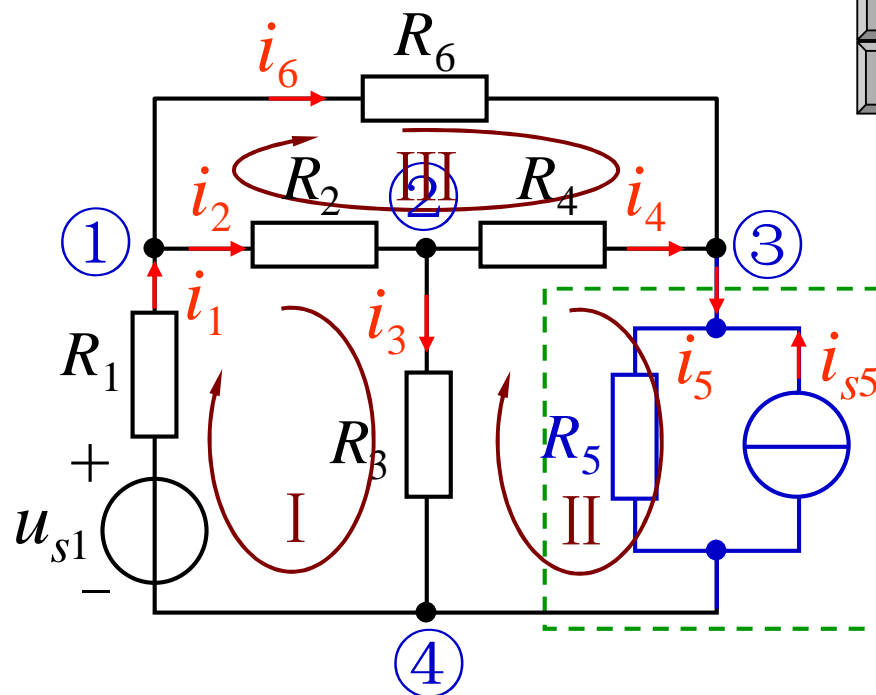 R6
i6
R2
III
②
R4
i2
i4
①
③
i1
i3
R1
i5
is5
R3
R5
+
I
II
us1
−
④